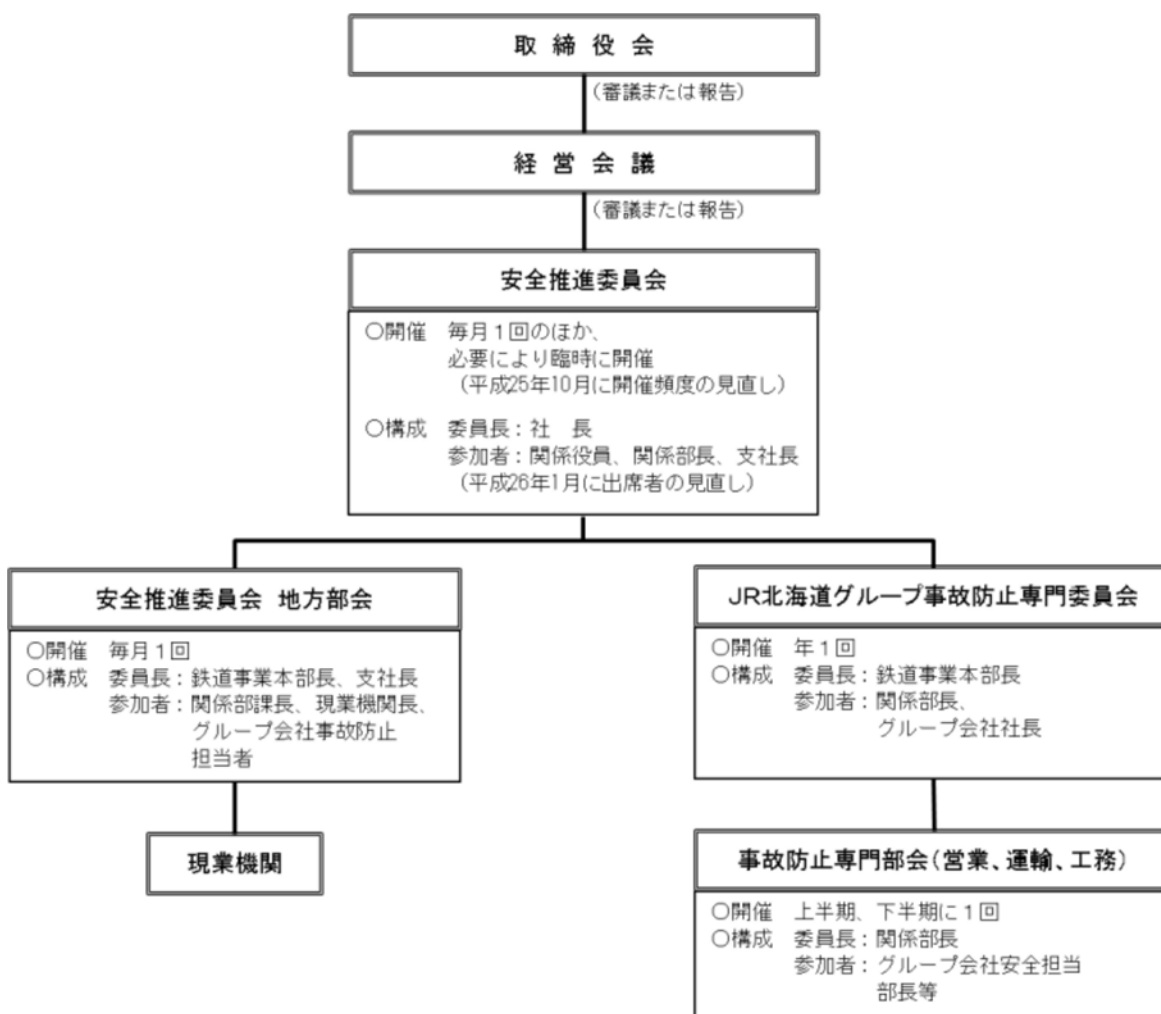 取 締 役 会
(審議または報告)
経 営 会 議
(審議または報告)
安全推進委員会
○開催　毎月1回のほか、
必要により臨時に開催
(平成25年10月に開催頻度の見直し)
○構成　委員長：社　長
参加者：関係役員、関係部長、支社長
(平成26年1月に出席者の見直し)
安全推進委員会 地方部会
○開催　毎月1回
○構成　委員長：鉄道事業本部長、支社長
参加者：関係部課長、現業機関長、
グループ会社事故防止
担当者
現業機関
JR北海道グループ事故防止専門委員会
○開催　年1回
○構成　委員長：鉄道事業本部長
参加者：関係部長、
グループ会社社長
事故防止専門部会(営業、運輸、工務)
○開催　上半期、下半期に1回
○構成　委員長：関係部長
参加者：グループ会社安全担当
部長等